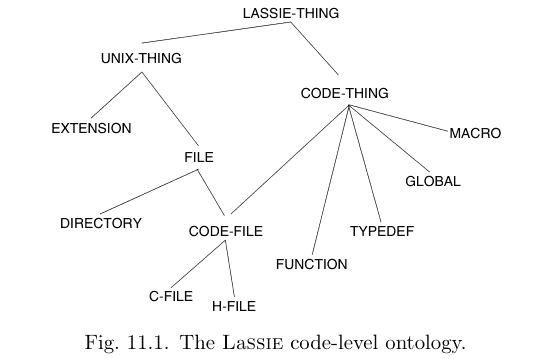 LASSIE-THING
UNIX-THING
CODE-THING
EXTENSION
MACRO
FILE
GLOBAL
DIRECTORY
CODE-FILE
TYPEDEF
FUNCTION
C-FILE
H-FILE
Fig. 11.1. The LASSIE code-level ontology.